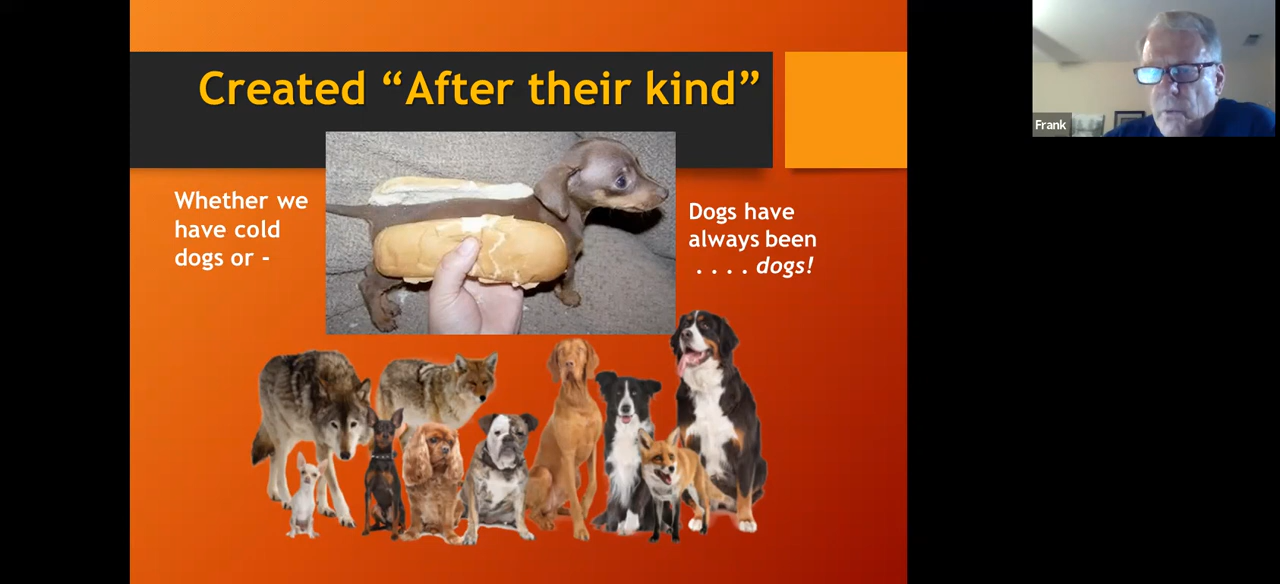 Created “After their kind”
Whether we
have cold
dogs or -
Dogs have
always been
. . . . dogs!
Frank